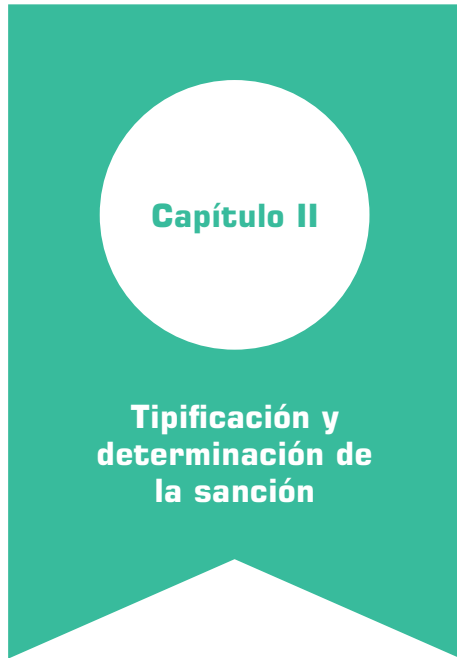 Capítulo II
Tipificación y
determinación de
la sanción